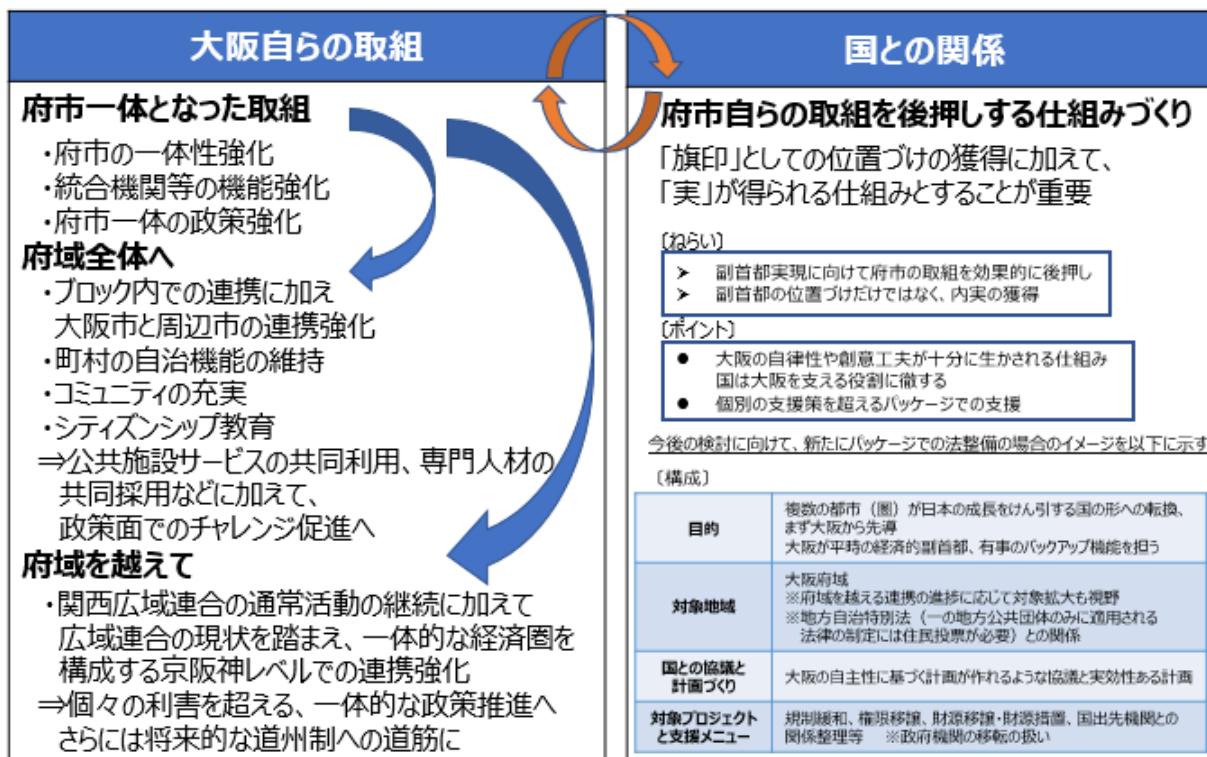 大阪自らの取組
府市一体となった取組
・府市の一体性強化
・統合機関等の機能強化
・府市一体の政策強化
府域全体へ
・ブロック内での連携に加え
大阪市と周辺市の連携強化
・町村の自治機能の維持
・コミュニティの充実
・シティズンシップ教育
⇒公共施設サービスの共同利用、専門人材の
共同採用などに加えて、
政策面でのチャレンジ促進へ
府域を越えて
・関西広域連合の通常活動の継続に加えて
広域連合の現状を踏まえ、一体的な経済圏を
構成する京阪神レベルでの連携強化
⇒個々の利害を超える、一体的な政策推進へ
さらには将来的な道州制への道筋に
国との関係
府市自らの取組を後押しする仕組みづくり
「旗印」としての位置づけの獲得に加えて、
「実」が得られる仕組みとすることが重要
〔ねらい〕
➢ 副首都実現に向けて府市の取組を効果的に後押し
➢ 副首都の位置づけだけではなく、内実の獲得
〔ポイント〕
● 大阪の自律性や創意工夫が十分に生かされる仕組み
国は大阪を支える役割に徹する
● 個別の支援策を超えるパッケージでの支援
今後の検討に向けて、新たにパッケージでの法整備の場合のイメージを以下に示す
〔構成〕
目的
複数の都市（圏）が日本の成長をけん引する国の形への転換、
まず大阪から先導
大阪が平時の経済的副首都、有事のバックアップ機能を担う
対象地域
大阪府域
※府域を越える連携の進捗に応じて対象拡大も視野
※地方自治特別法（一の地方公共団体のみに適用される
法律の制定には住民投票が必要）との関係
国との協議と
計画づくり
大阪の自主性に基づく計画が作れるような協議と実効性ある計画
対象プロジェクト
と支援メニュー
規制緩和、権限移譲、財源移譲・財源措置、国出先機関との
関係整理等 ※政府機関の移転の扱い